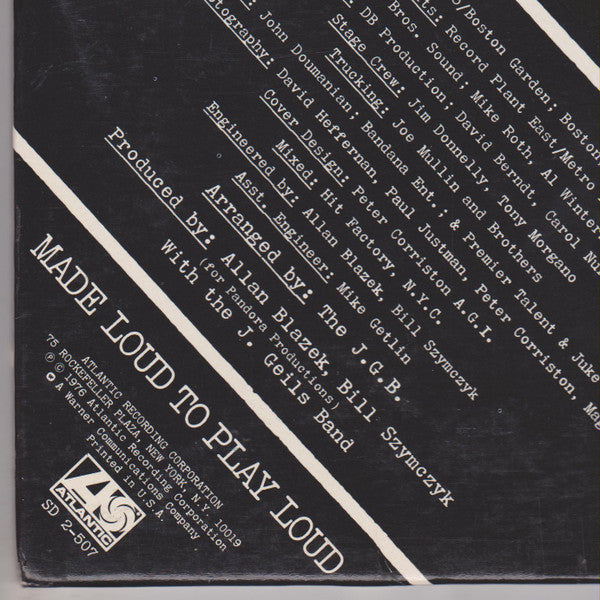 o/Boston Garden; Boston
ts: Record Plant East/Metro
Bros. Sound; Mike Roth, Al Wint
DB Production; David Berndt, Carol Na
Stage Crew: Jim Donnelly, Tony Morgano
Trucking: Joe Mullin and Brothers
John Doumanian; Bandana Ent.; & Premier Talent & Juke
tography: David Heffernan, Paul Justman, Peter Corriston, Mag
Cover Design: Peter Corriston A.G.I.
Mixed: Hit Factory, N.Y.C.
Engineered by: Allan Blazek, Bill Szymczyk
Asst. Engineer: Mike Getlin
Arranged by: The J.G.B.
Produced by: Allan Blazek, Bill Szymczyk
(for Pandora Productions)
With the J. Geils Band
MADE LOUD TO PLAY LOUD
ATLANTIC RECORDING CORPORATION
75 ROCKEFELLER PLAZA, NEW YORK, N.Y. 10019
℗ © 1976 Atlantic Recording Corporation
A Warner Communications Company
Printed in U.S.A.
ATLANTIC
SD 2-507